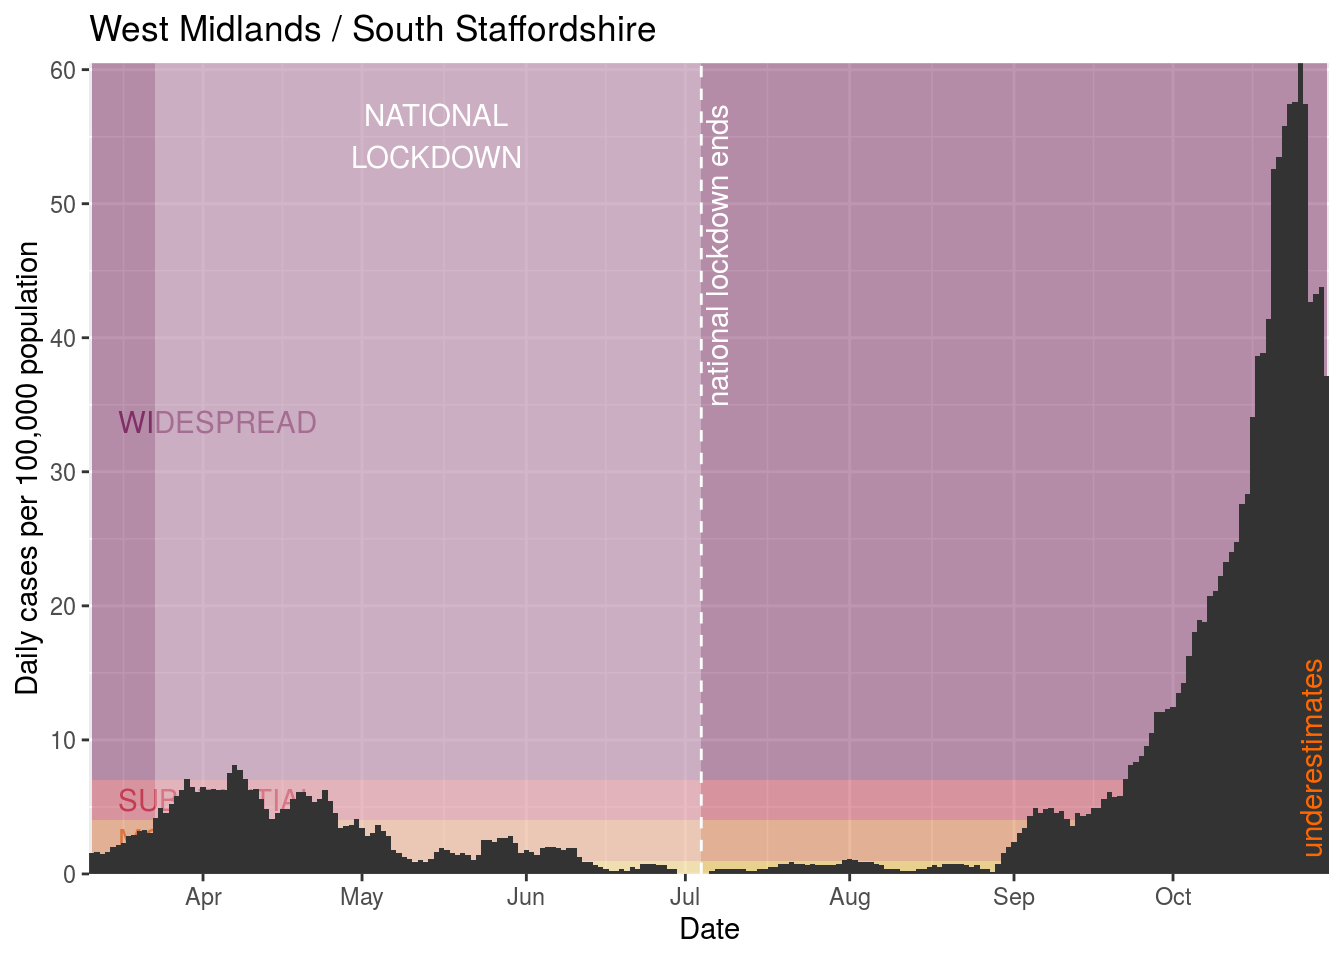 West Midlands / South Staffordshire
60
50
40
30
20
10
0
Daily cases per 100,000 population
NATIONAL
LOCKDOWN
national lockdown ends
WIDESPREAD
underestimates
Apr
May
Jun
Jul
Aug
Sep
Oct
Date